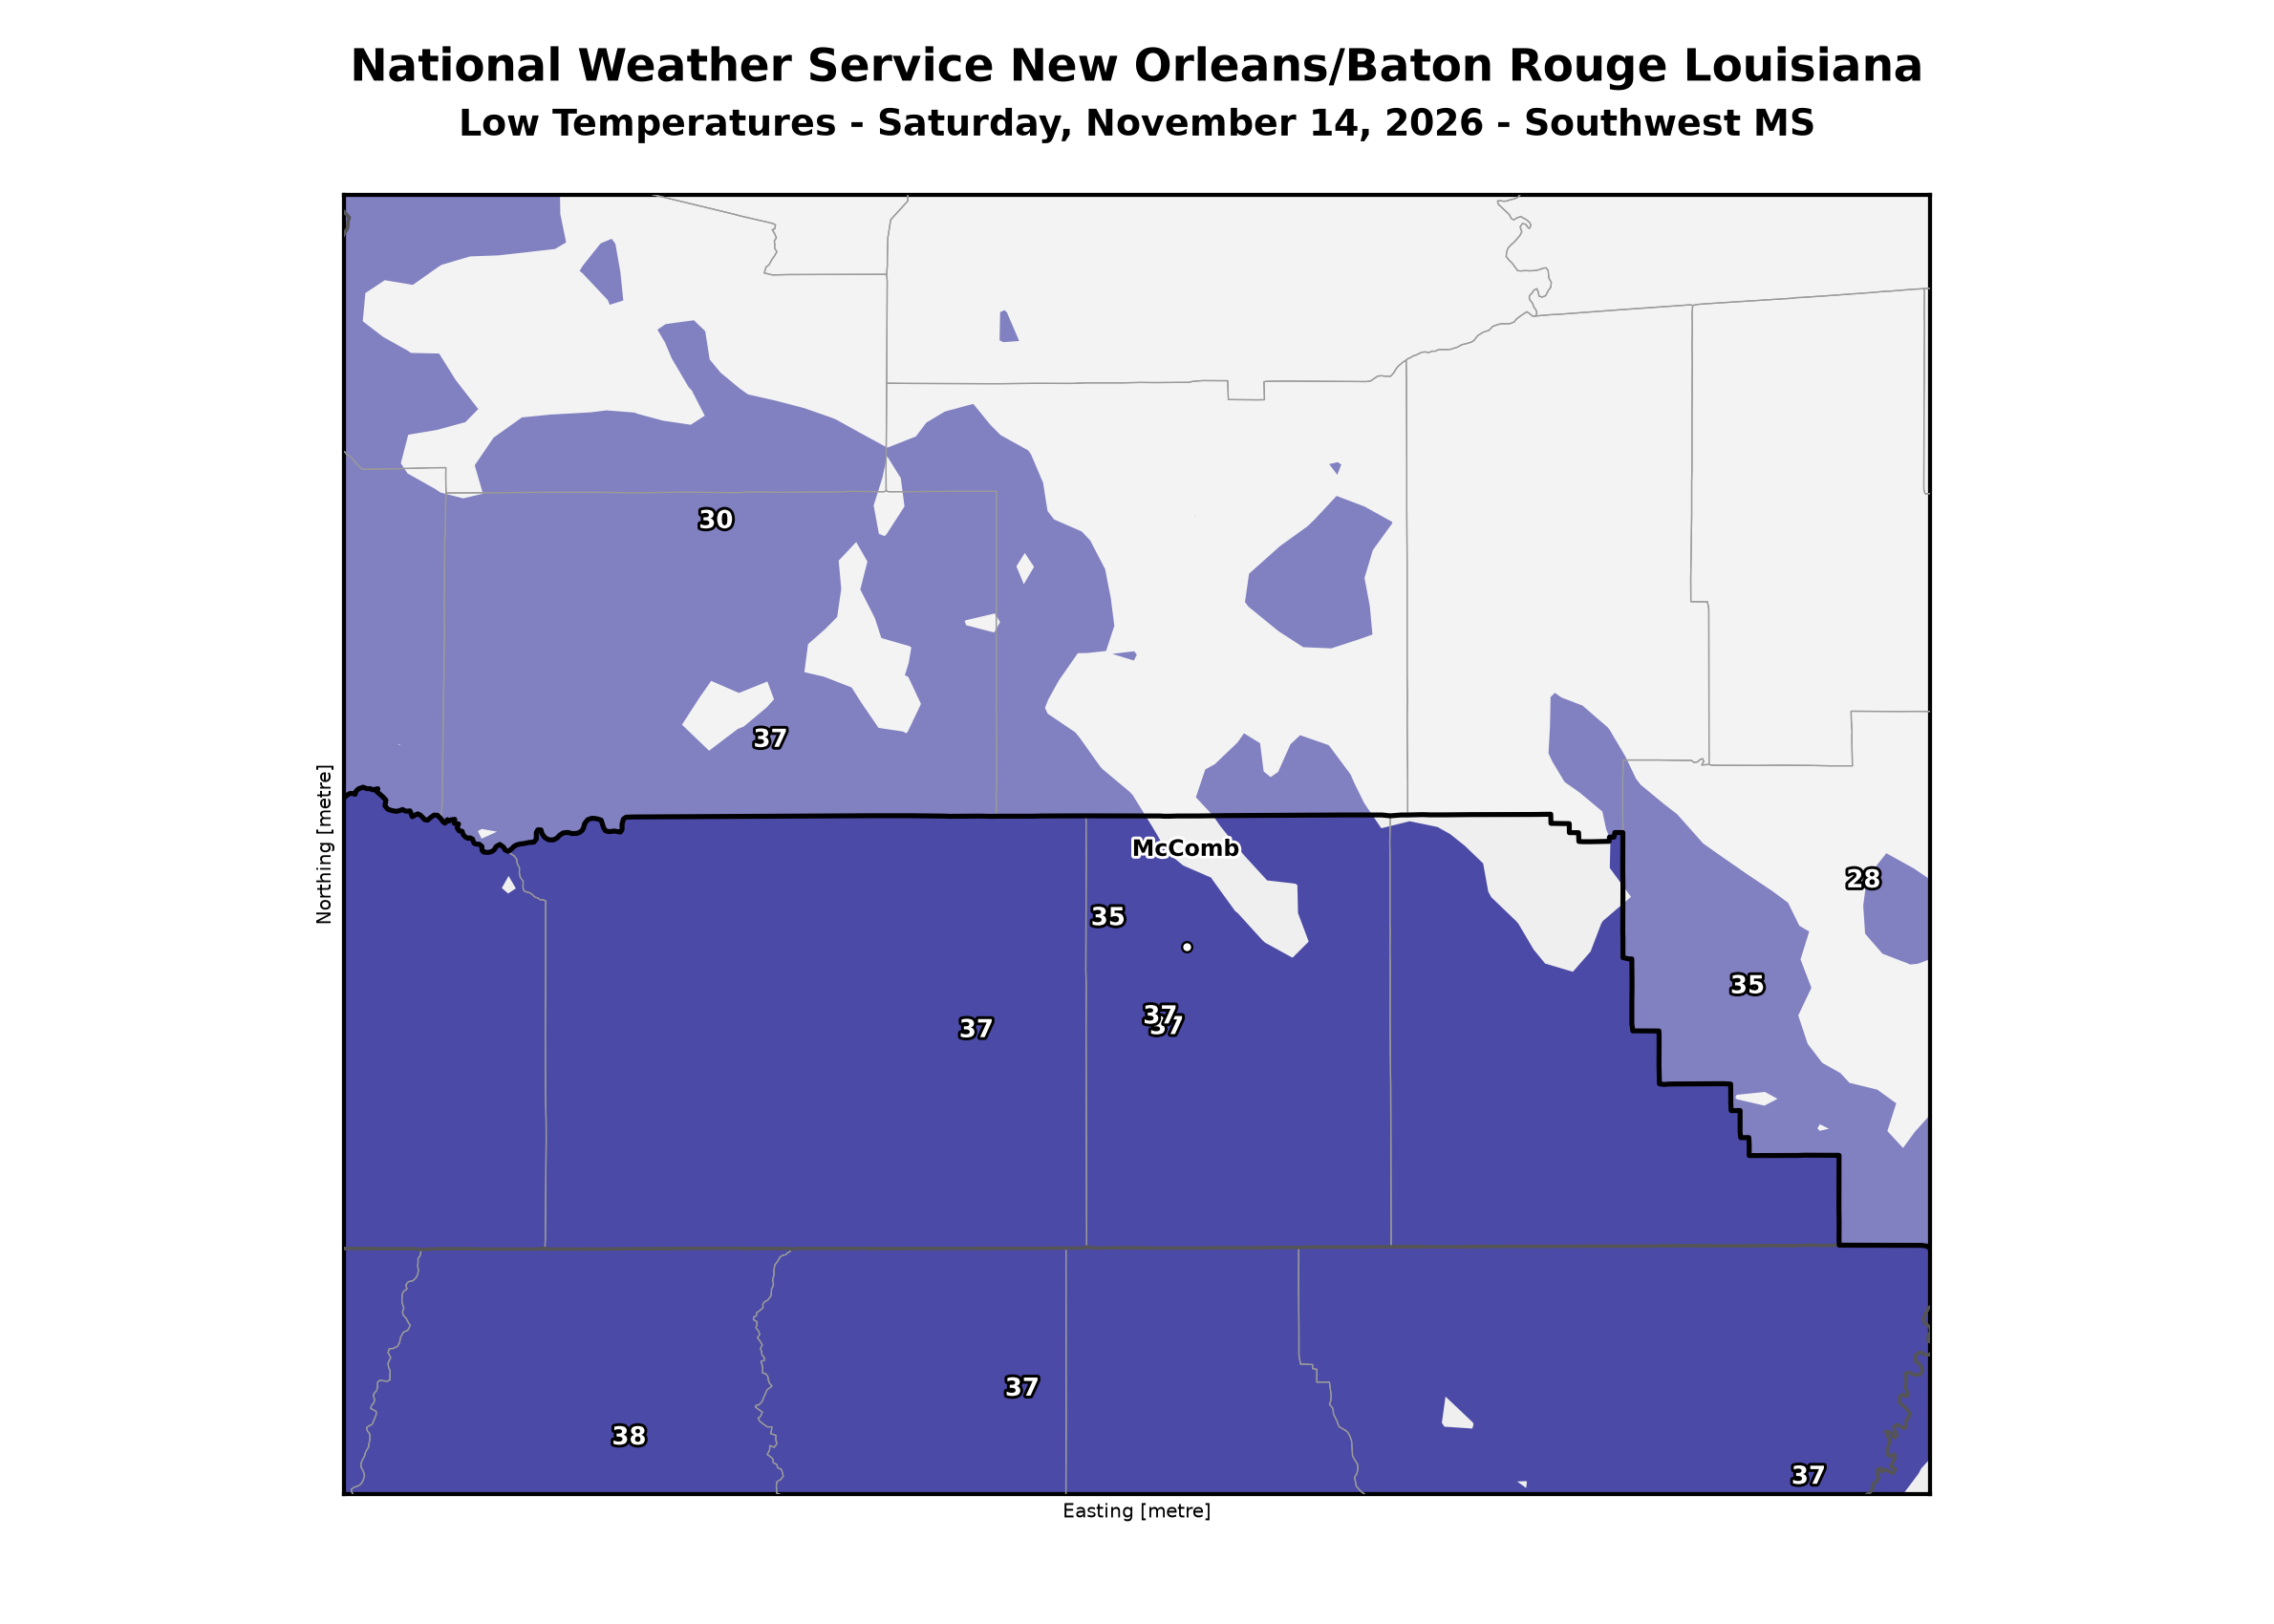 National Weather Service New Orleans/Baton Rouge Louisiana
Low Temperatures - Saturday, November 14, 2026 - Southwest MS
30
37
McComb
28
35
35
37
37
37
37
38
37
Northing [metre]
Easting [metre]